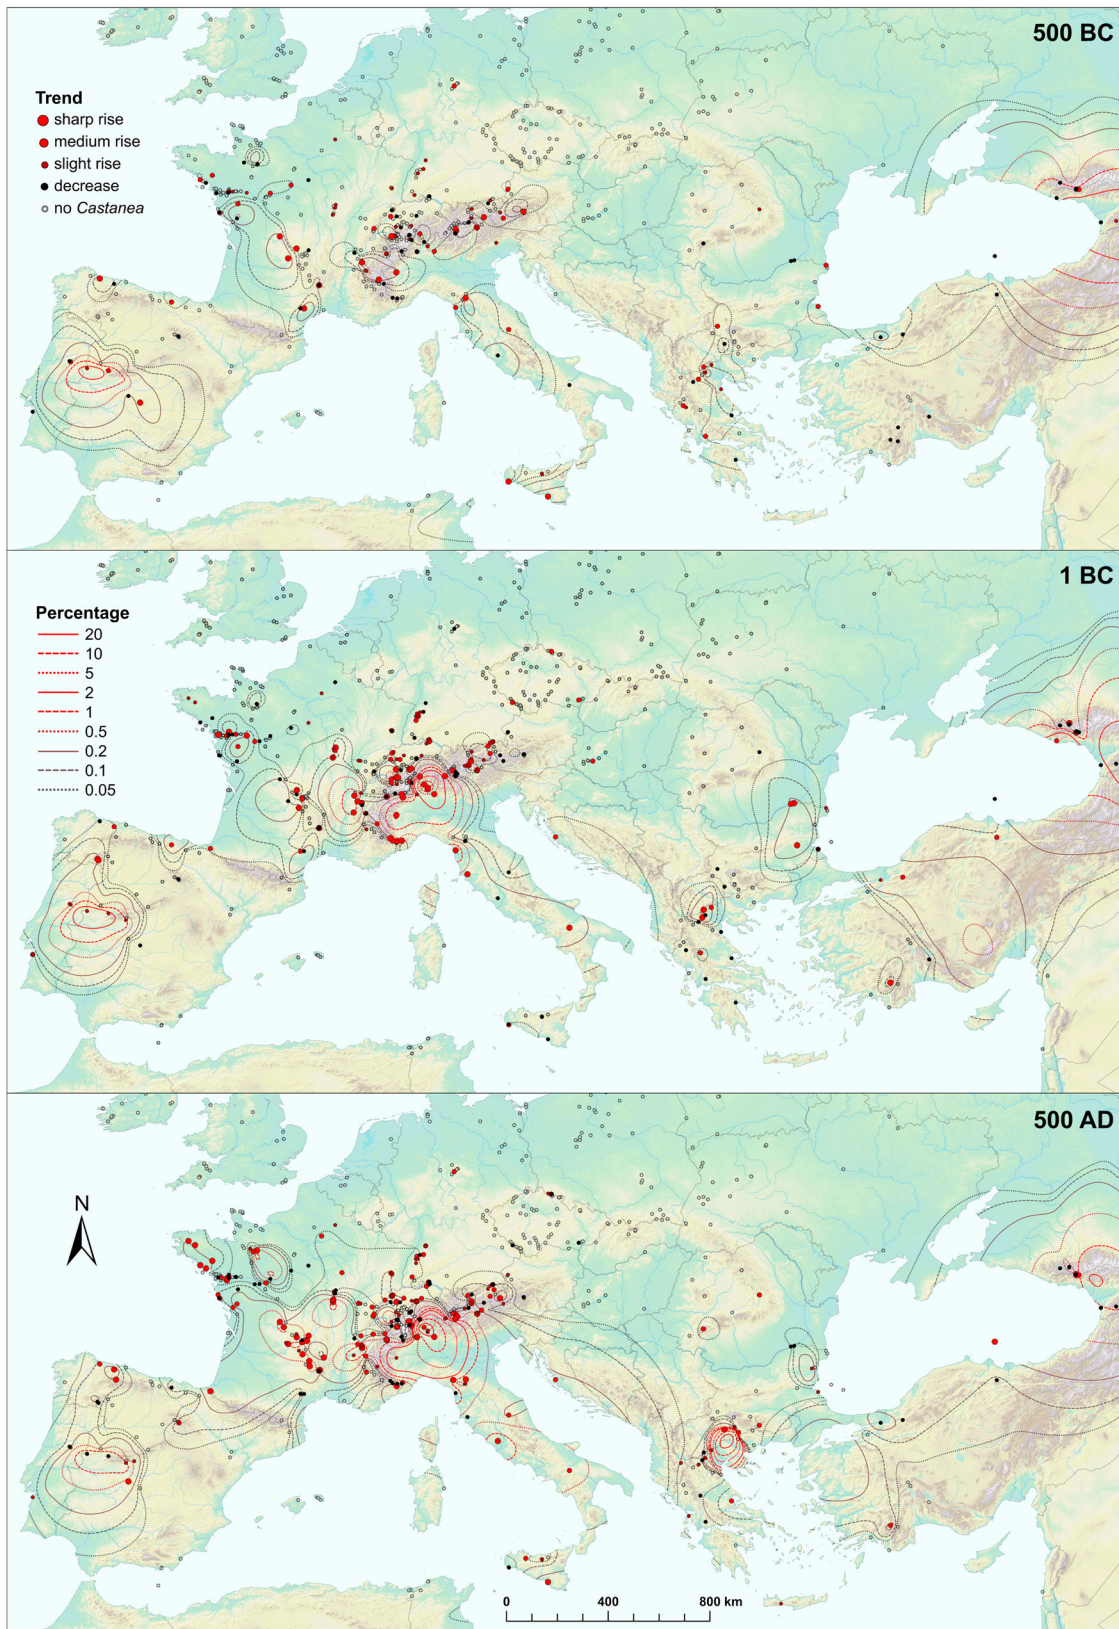 500 BC
Trend
sharp rise
medium rise
slight rise
decrease
no Castanea
1 BC
Percentage
20
10
5
2
1
0.5
0.2
0.1
0.05
500 AD
N
0 400 800 km